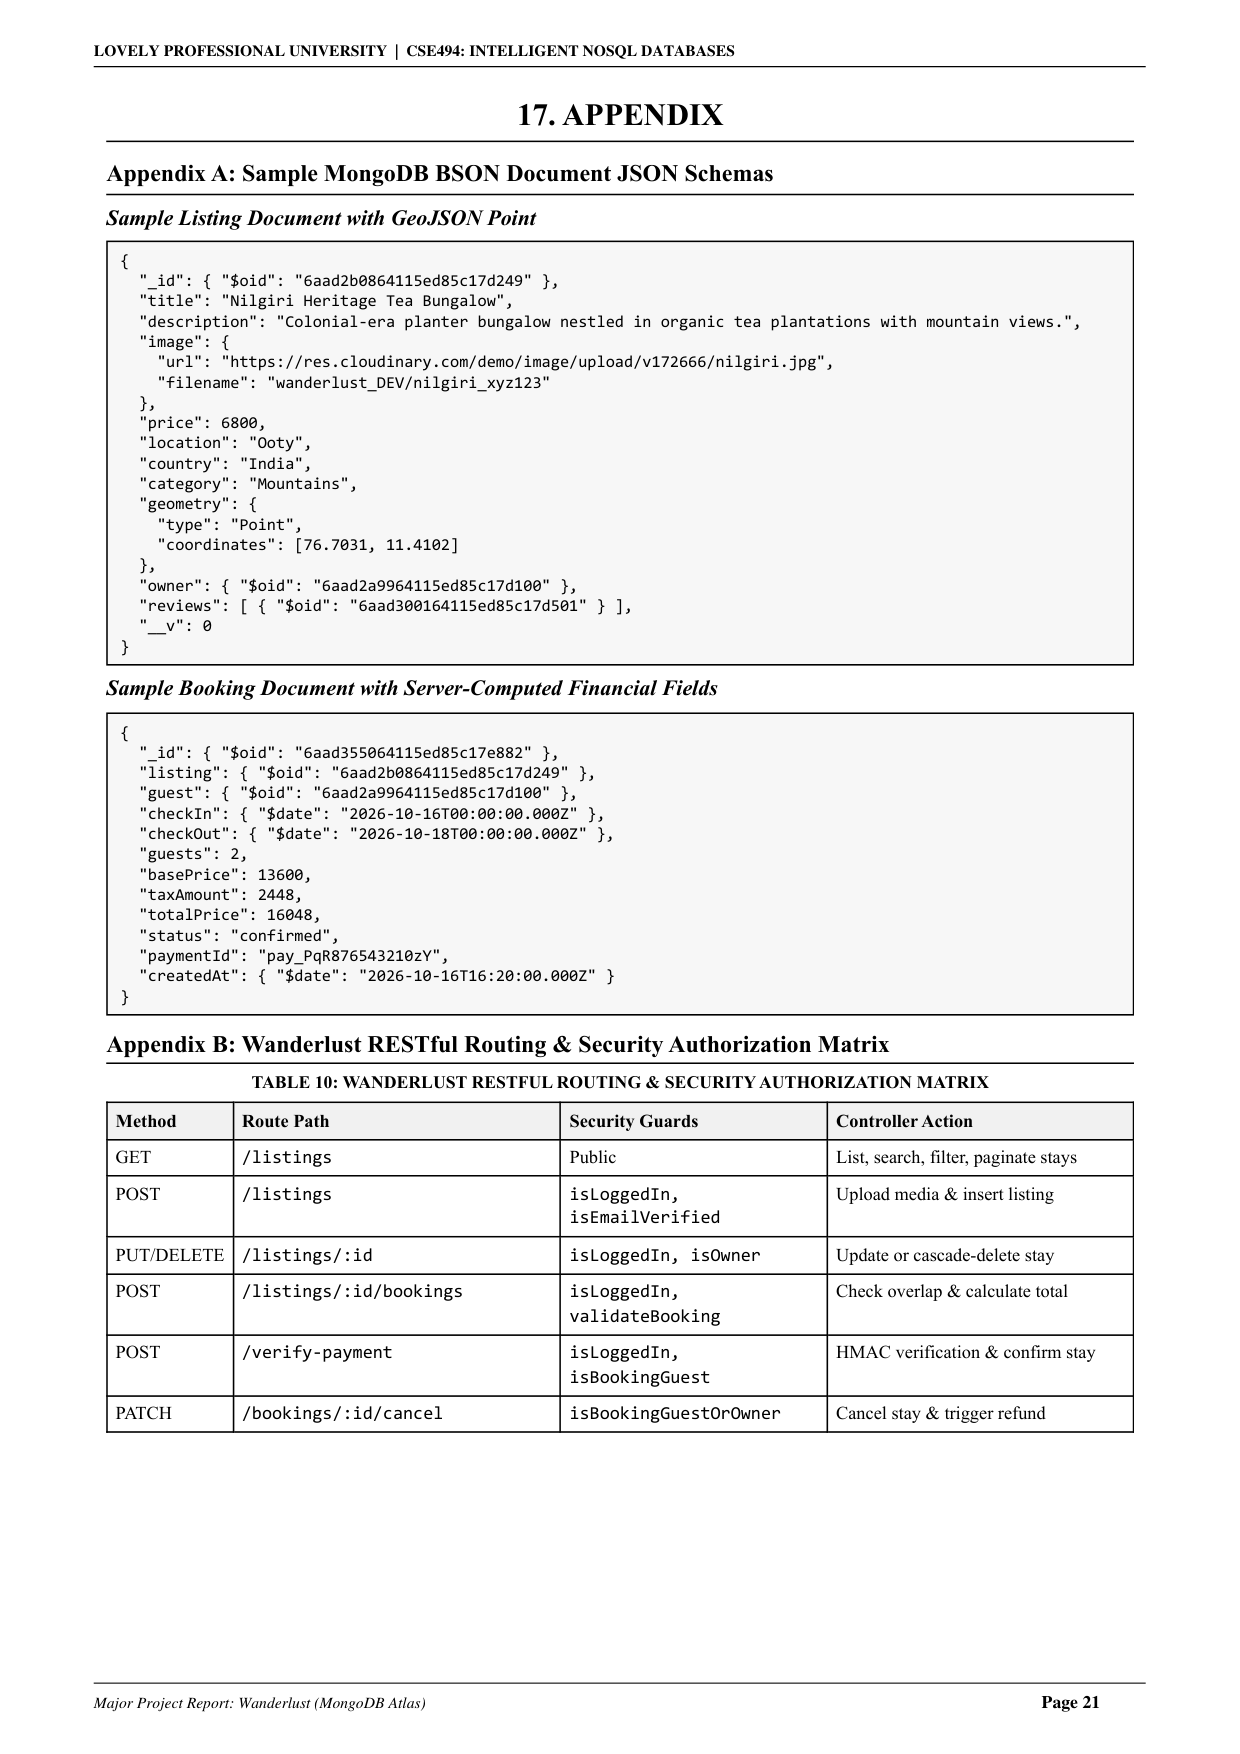 LOVELY PROFESSIONAL UNIVERSITY | CSE494: INTELLIGENT NOSQL DATABASES
17. APPENDIX
Appendix A: Sample MongoDB BSON Document JSON Schemas
Sample Listing Document with GeoJSON Point
{
  "_id": { "$oid": "6aad2b0864115ed85c17d249" },
  "title": "Nilgiri Heritage Tea Bungalow",
  "description": "Colonial-era planter bungalow nestled in organic tea plantations with mountain views.",
  "image": {
    "url": "https://res.cloudinary.com/demo/image/upload/v172666/nilgiri.jpg",
    "filename": "wanderlust_DEV/nilgiri_xyz123"
  },
  "price": 6800,
  "location": "Ooty",
  "country": "India",
  "category": "Mountains",
  "geometry": {
    "type": "Point",
    "coordinates": [76.7031, 11.4102]
  },
  "owner": { "$oid": "6aad2a9964115ed85c17d100" },
  "reviews": [ { "$oid": "6aad300164115ed85c17d501" } ],
  "__v": 0
}
Sample Booking Document with Server-Computed Financial Fields
{
  "_id": { "$oid": "6aad355064115ed85c17e882" },
  "listing": { "$oid": "6aad2b0864115ed85c17d249" },
  "guest": { "$oid": "6aad2a9964115ed85c17d100" },
  "checkIn": { "$date": "2026-10-16T00:00:00.000Z" },
  "checkOut": { "$date": "2026-10-18T00:00:00.000Z" },
  "guests": 2,
  "basePrice": 13600,
  "taxAmount": 2448,
  "totalPrice": 16048,
  "status": "confirmed",
  "paymentId": "pay_PqR876543210zY",
  "createdAt": { "$date": "2026-10-16T16:20:00.000Z" }
}
Appendix B: Wanderlust RESTful Routing & Security Authorization Matrix
TABLE 10: WANDERLUST RESTFUL ROUTING & SECURITY AUTHORIZATION MATRIX
Method Route Path Security Guards Controller Action
GET /listings Public List, search, filter, paginate stays
POST /listings isLoggedIn, Upload media & insert listing
isEmailVerified
PUT/DELETE /listings/:id isLoggedIn, isOwner Update or cascade-delete stay
POST /listings/:id/bookings isLoggedIn, Check overlap & calculate total
validateBooking
POST /verify-payment isLoggedIn, HMAC verification & confirm stay
isBookingGuest
PATCH /bookings/:id/cancel isBookingGuestOrOwner Cancel stay & trigger refund
Major Project Report: Wanderlust (MongoDB Atlas) Page 21